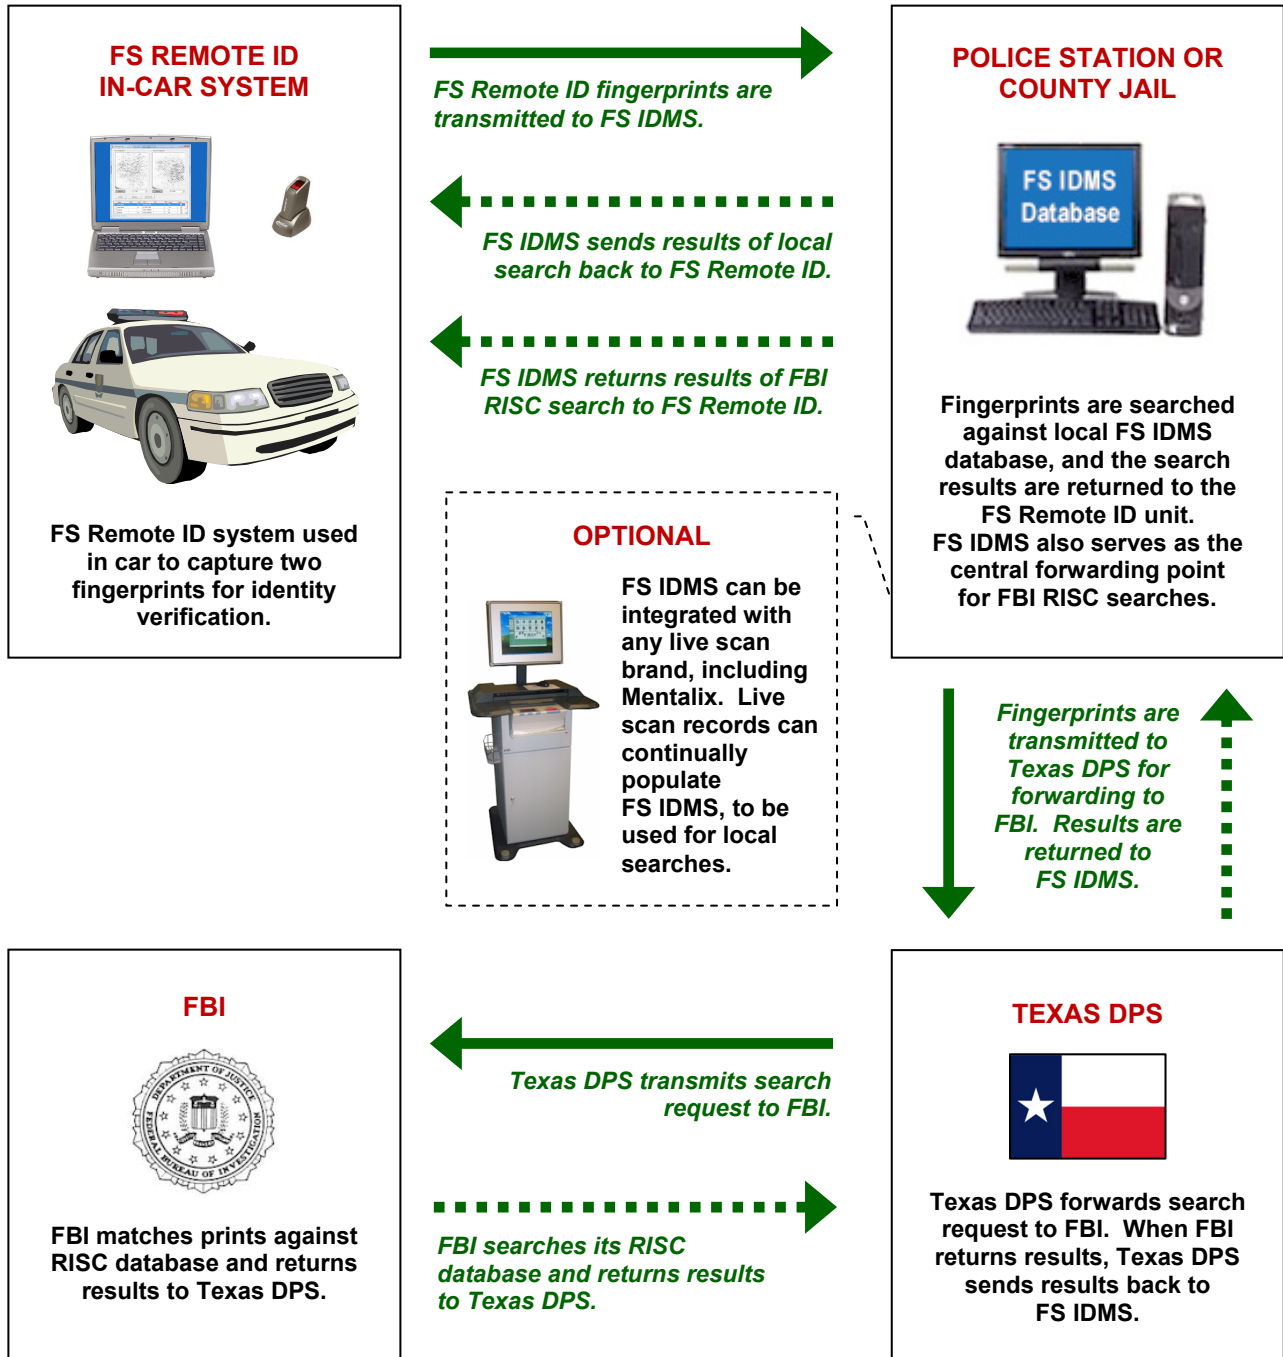 FS REMOTE ID
IN-CAR SYSTEM
FS Remote ID system used
in car to capture two
fingerprints for identity
verification.
FS Remote ID fingerprints are
transmitted to FS IDMS.
FS IDMS sends results of local
search back to FS Remote ID.
FS IDMS returns results of FBI
RISC search to FS Remote ID.
POLICE STATION OR
COUNTY JAIL
FS IDMS
Database
Fingerprints are searched
against local FS IDMS
database, and the search
results are returned to the
FS Remote ID unit.
FS IDMS also serves as the
central forwarding point
for FBI RISC searches.
OPTIONAL
FS IDMS can be
integrated with
any live scan
brand, including
Mentalix.  Live
scan records can
continually
populate
FS IDMS, to be
used for local
searches.
Fingerprints are
transmitted to
Texas DPS for
forwarding to
FBI.  Results are
returned to
FS IDMS.
FBI
DEPARTMENT OF JUSTICE
FEDERAL BUREAU OF INVESTIGATION
FBI matches prints against
RISC database and returns
results to Texas DPS.
Texas DPS transmits search
request to FBI.
FBI searches its RISC
database and returns results
to Texas DPS.
TEXAS DPS
Texas DPS forwards search
request to FBI.  When FBI
returns results, Texas DPS
sends results back to
FS IDMS.